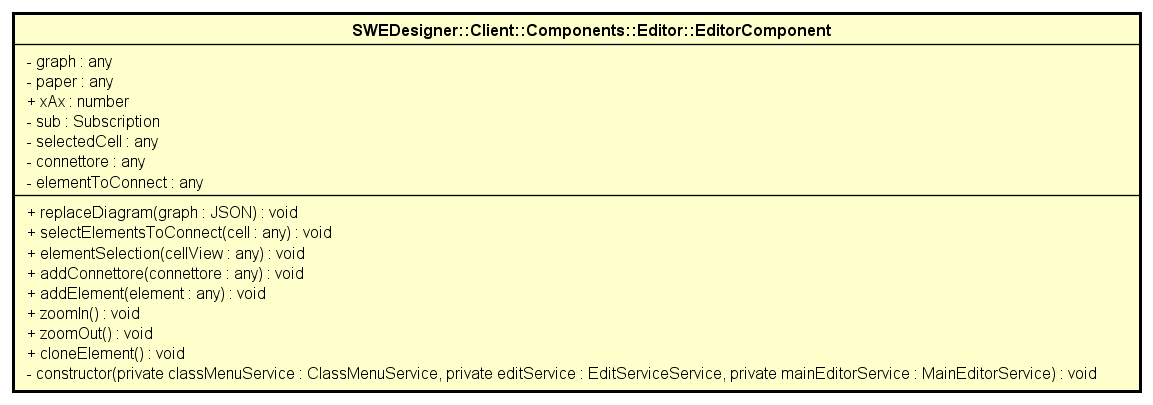 SWEDesigner::Client::Components::Editor::EditorComponent
- graph : any
- paper : any
+ xAx : number
- sub : Subscription
- selectedCell : any
- connettore : any
- elementToConnect : any
+ replaceDiagram(graph : JSON) : void
+ selectElementsToConnect(cell : any) : void
+ elementSelection(cellView : any) : void
+ addConnettore(connettore : any) : void
+ addElement(element : any) : void
+ zoomIn() : void
+ zoomOut() : void
+ cloneElement() : void
- constructor(private classMenuService : ClassMenuService, private editService : EditServiceService, private mainEditorService : MainEditorService) : void